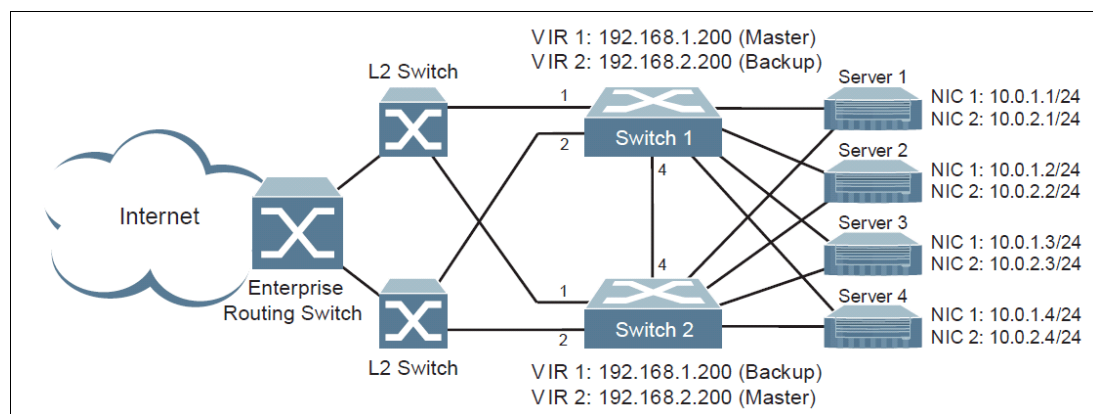 VIR 1: 192.168.1.200 (Master)
VIR 2: 192.168.2.200 (Backup)
L2 Switch
Server 1
NIC 1: 10.0.1.1/24
NIC 2: 10.0.2.1/24
1
2
Switch 1
4
Server 2
NIC 1: 10.0.1.2/24
NIC 2: 10.0.2.2/24
Internet
Server 3
NIC 1: 10.0.1.3/24
NIC 2: 10.0.2.3/24
4
Enterprise
Routing Switch
1
2
Switch 2
Server 4
NIC 1: 10.0.1.4/24
NIC 2: 10.0.2.4/24
L2 Switch
VIR 1: 192.168.1.200 (Backup)
VIR 2: 192.168.2.200 (Master)